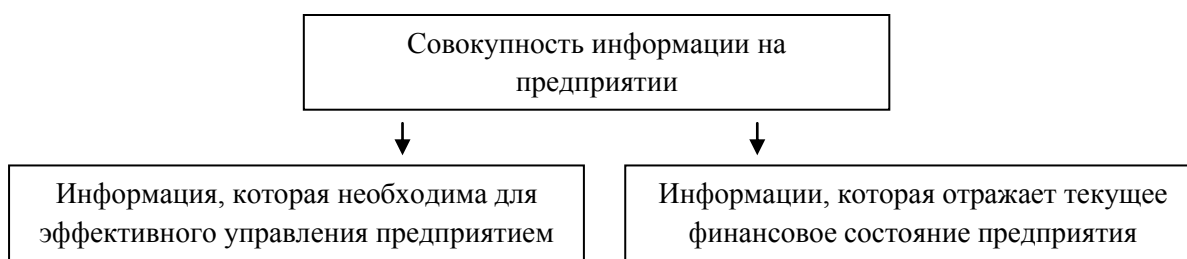 Совокупность информации на
предприятии
Информация, которая необходима для
эффективного управления предприятием
Информации, которая отражает текущее
финансовое состояние предприятия